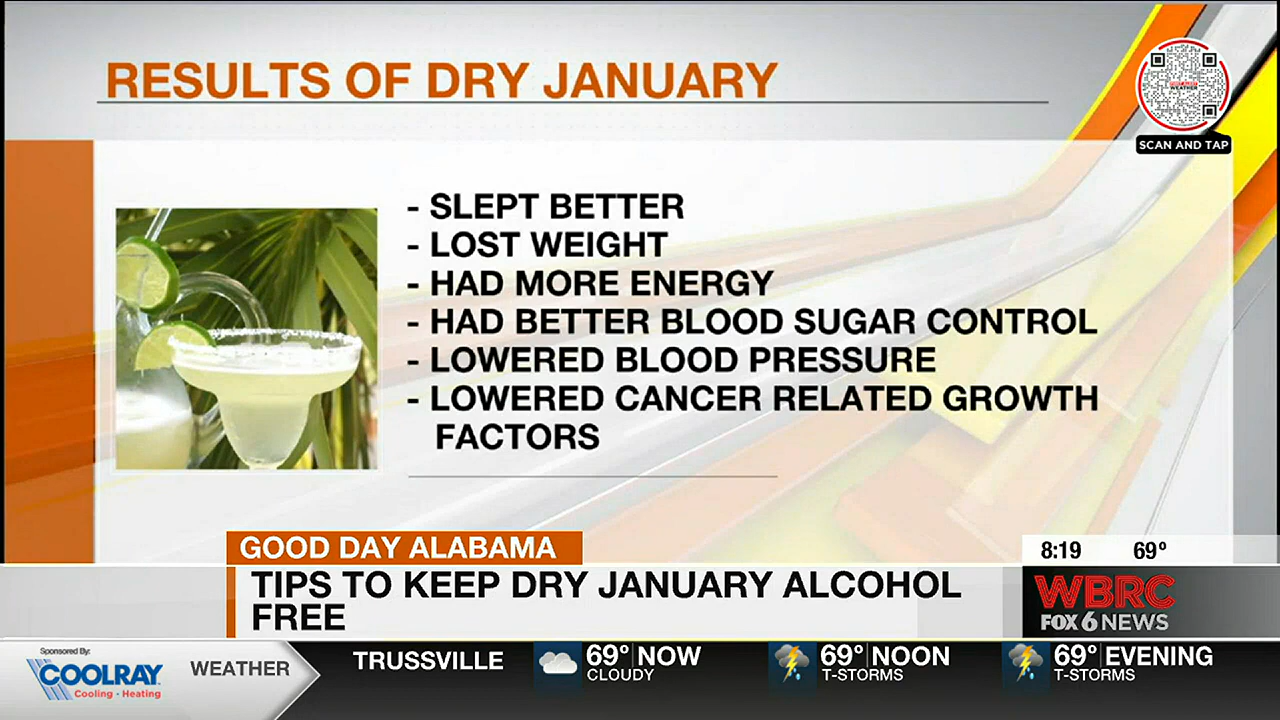 RESULTS OF DRY JANUARY
SCAN AND TAP
- SLEPT BETTER
- LOST WEIGHT
- HAD MORE ENERGY
- HAD BETTER BLOOD SUGAR CONTROL
- LOWERED BLOOD PRESSURE
- LOWERED CANCER RELATED GROWTH
FACTORS
GOOD DAY ALABAMA
TIPS TO KEEP DRY JANUARY ALCOHOL
FREE
8:19 69°
WBRC
FOX 6 NEWS
Sponsored By:
COOLRAY
Cooling - Heating
WEATHER
TRUSSVILLE
69° NOW
CLOUDY
69° NOON
T-STORMS
69° EVENING
T-STORMS